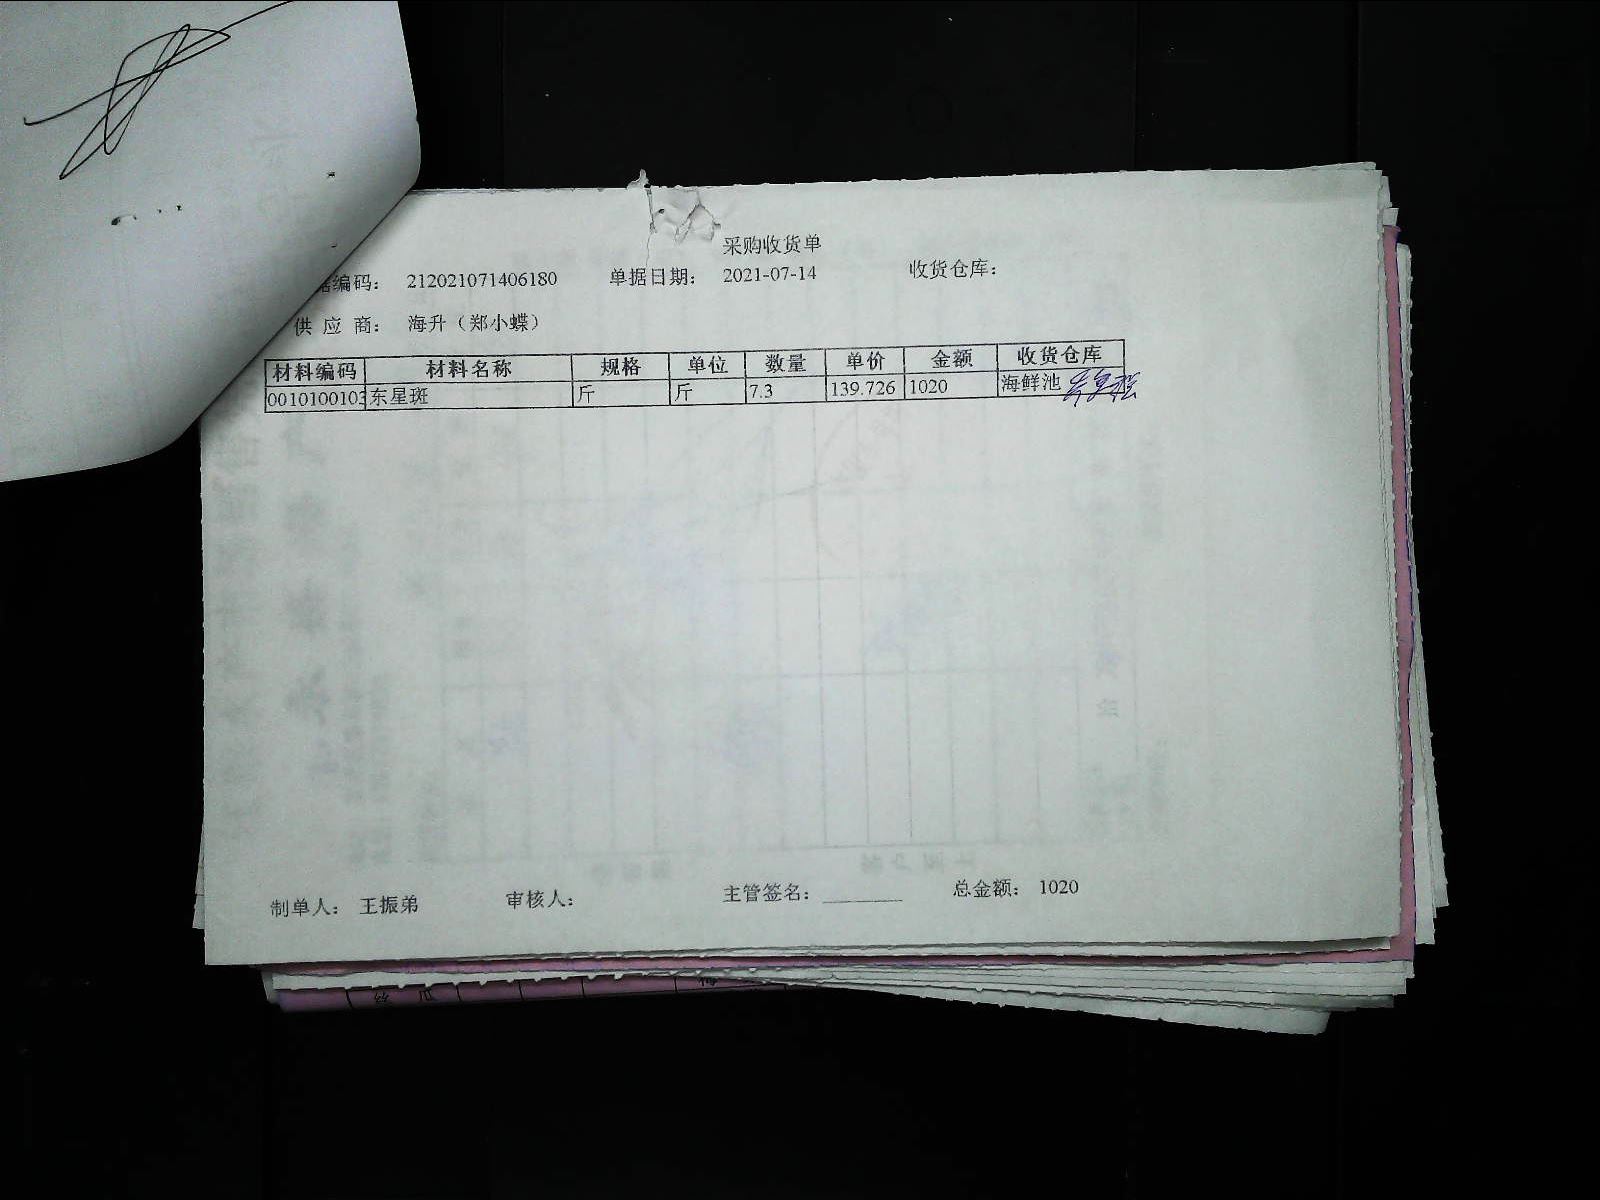 采购收货单
编码： 212021071406180 单据日期： 2021-07-14 收货仓库：
供 应 商： 海升（郑小蝶）
材料编码 材料名称 规格 单位 数量 单价 金额 收货仓库
0010100103 东星斑 斤 斤 7.3 139.726 1020 海鲜池
制单人： 王振弟 审核人： 主管签名： 总金额： 1020
丝 瓜